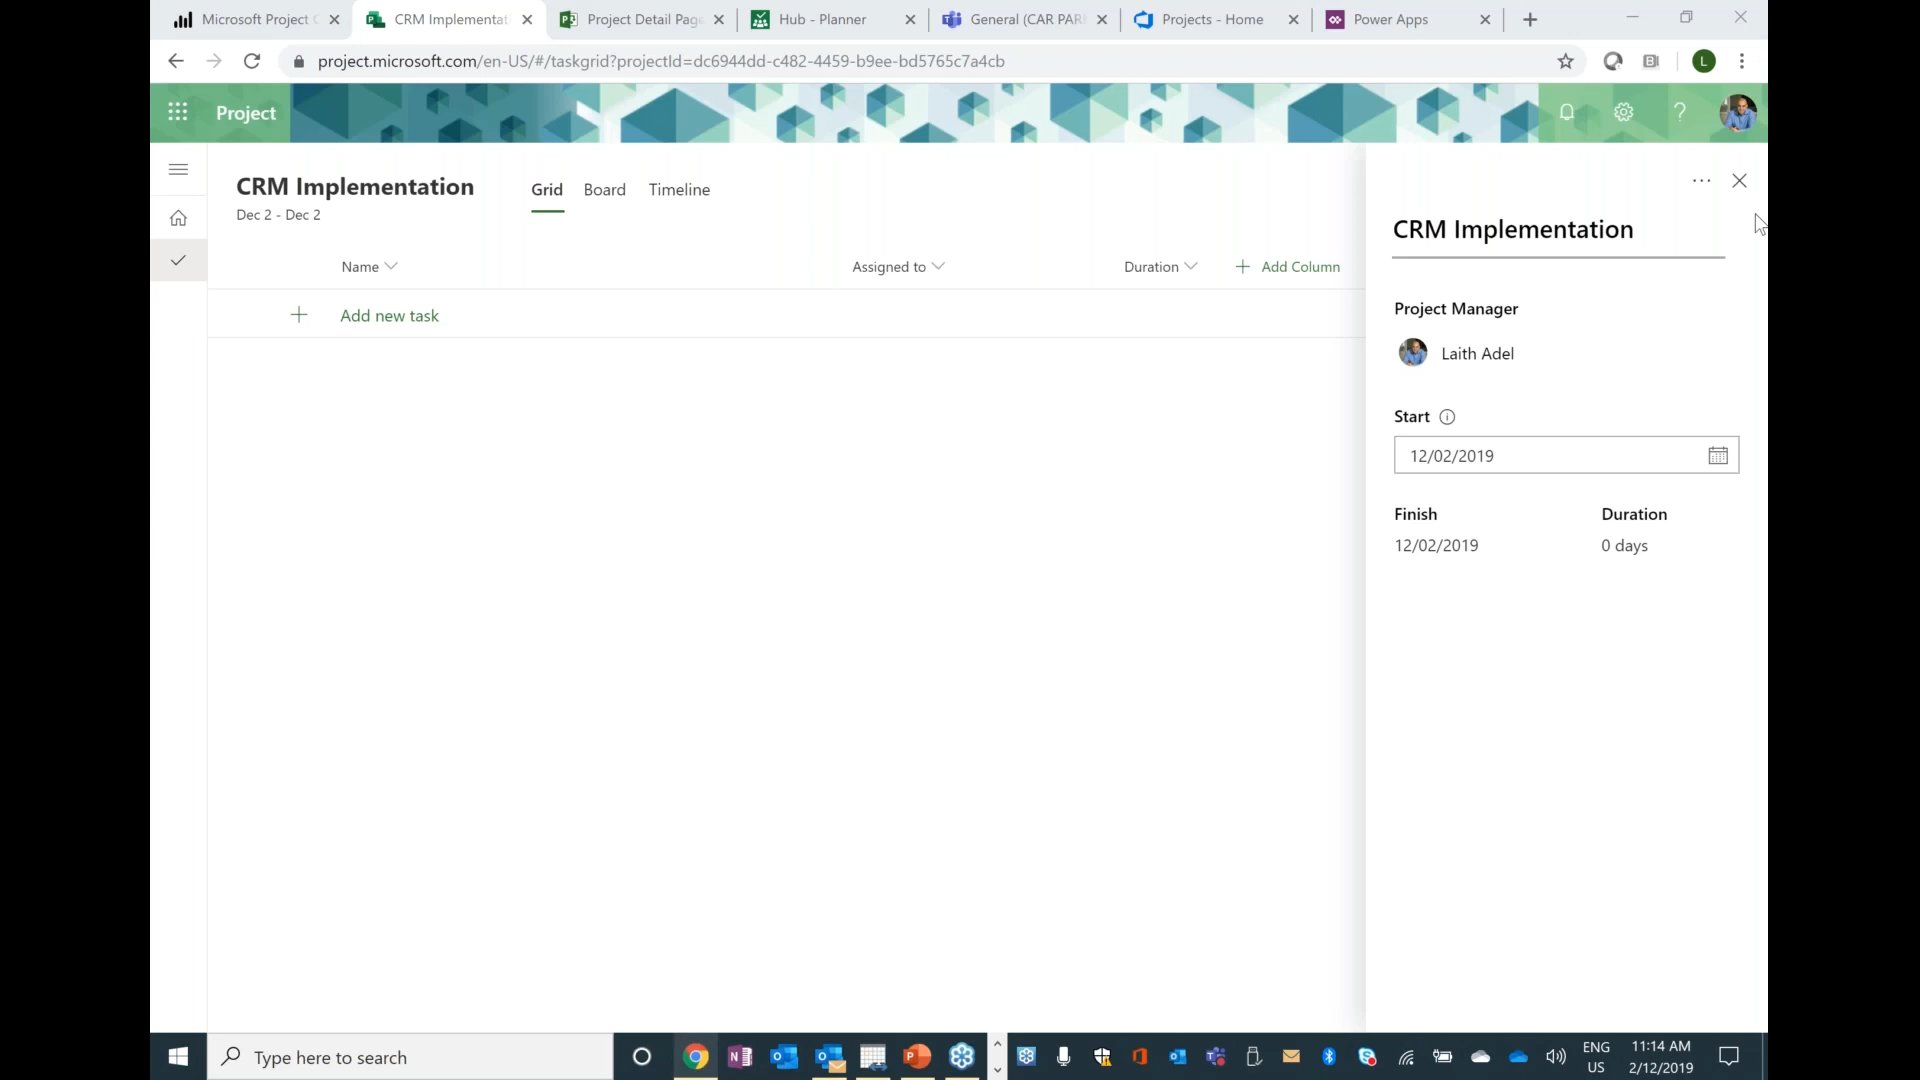 Microsoft Project
CRM Implementat
Project Detail Page
Hub - Planner
General (CAR PAR
Projects - Home
Power Apps
project.microsoft.com/en-US/#/taskgrid?projectId=dc6944dd-c482-4459-b9ee-bd5765c7a4cb
L
Project
CRM Implementation
Grid
Board
Timeline
Dec 2 - Dec 2
Name
Assigned to
Duration
Add Column
Add new task
CRM Implementation
Project Manager
Laith Adel
Start
12/02/2019
Finish
Duration
12/02/2019
0 days
Type here to search
ENG
US
11:14 AM
2/12/2019